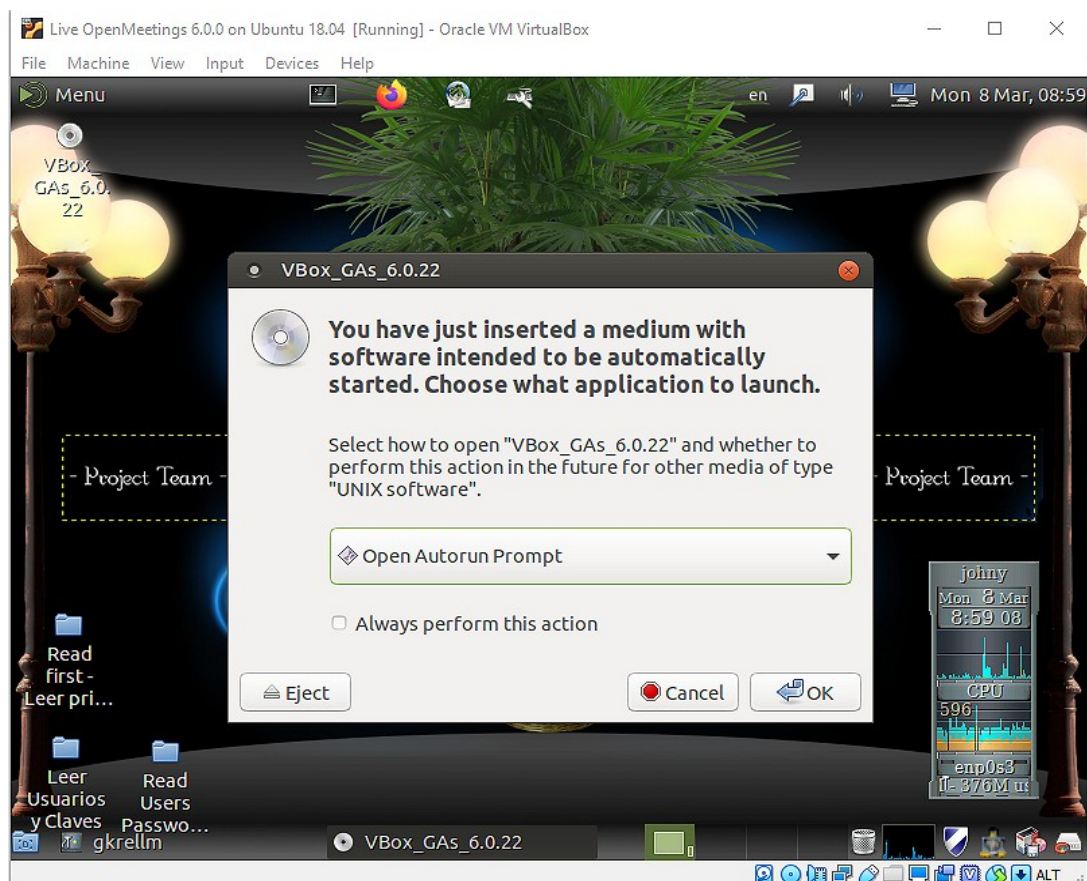 Live OpenMeetings 6.0.0 on Ubuntu 18.04 [Running] - Oracle VM VirtualBox
File Machine View Input Devices Help
Menu en Mon 8 Mar, 08:59
VBox_
GAs_6.0.
22
VBox_GAs_6.0.22
You have just inserted a medium with
software intended to be automatically
started. Choose what application to launch.
Select how to open "VBox_GAs_6.0.22" and whether to
perform this action in the future for other media of type
"UNIX software".
- Project Team -
- Project Team -
Open Autorun Prompt
Always perform this action
Eject Cancel OK
johny
Mon 8 Mar
8:59 08
CPU
596
enp0s3
376M
Read
first -
Leer pri...
Leer
Usuarios
y Claves
Read
Users
Passwo...
gkrellm VBox_GAs_6.0.22
ALT